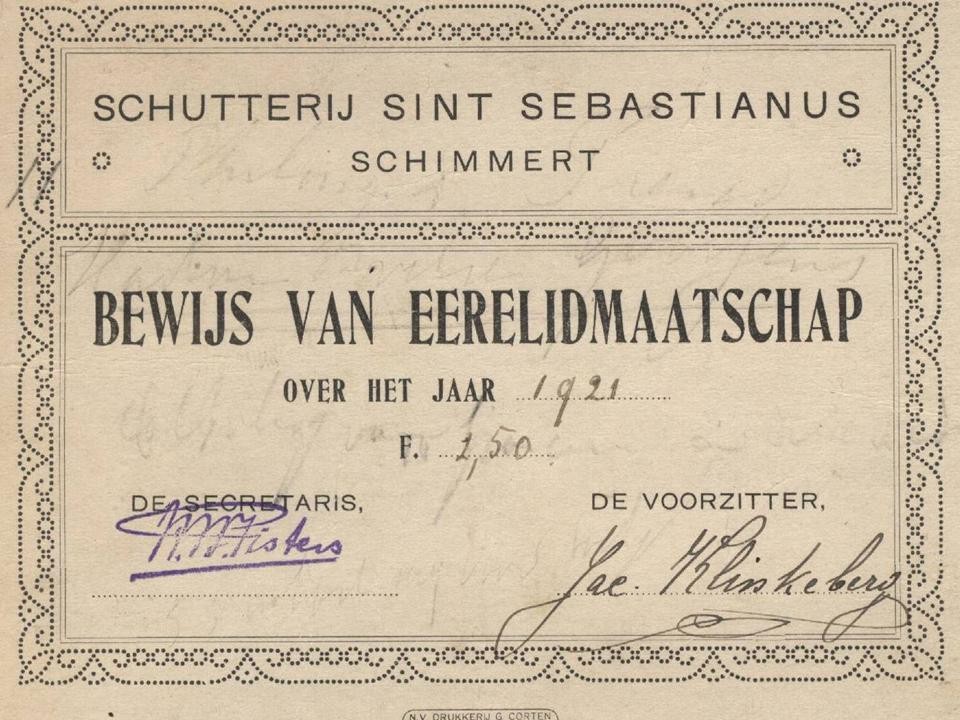 SCHUTTERIJ SINT SEBASTIANUS
SCHIMMERT
BEWIJS VAN EERELIDMAATSCHAP
OVER HET JAAR 1921
F. 2,50
DE SECRETARIS,
DE VOORZITTER,
Jac. Klinkeberg
N.V. DRUKKERIJ G. CORTEN